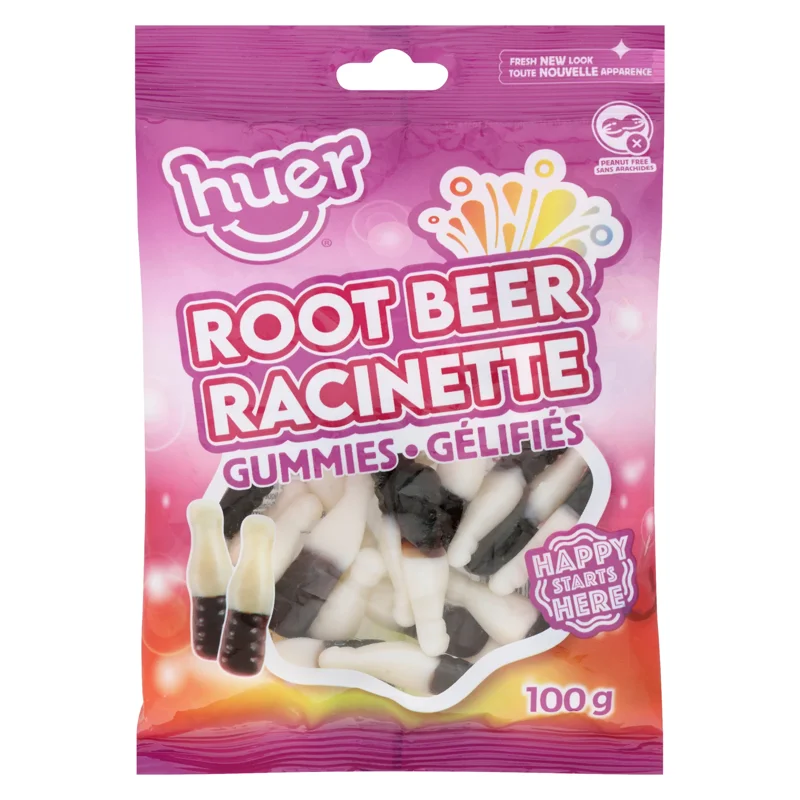 FRESH NEW LOOK
TOUTE NOUVELLE APPARENCE
PEANUT FREE
SANS ARACHIDES
huer®
ROOT BEER
RACINETTE
GUMMIES • GÉLIFIÉS
HAPPY
STARTS
HERE
100 g